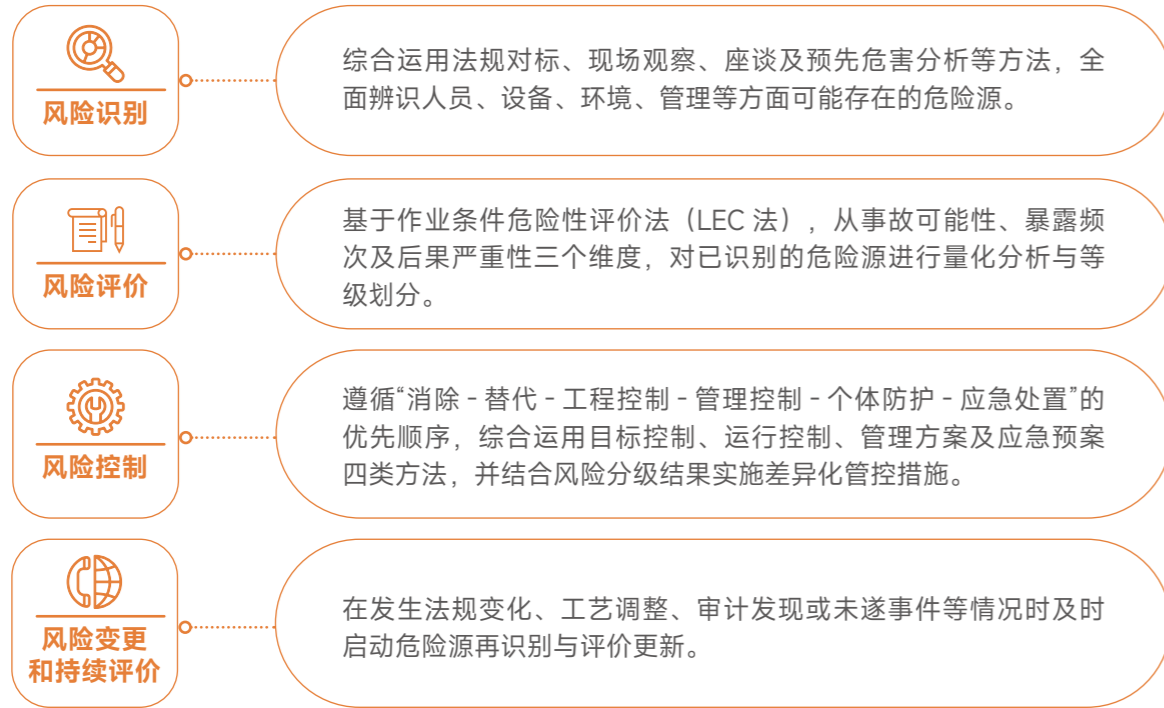 风险识别
综合运用法规对标、现场观察、座谈及预先危害分析等方法，全
面辨识人员、设备、环境、管理等方面可能存在的危险源。
风险评价
基于作业条件危险性评价法（LEC 法），从事故可能性、暴露频
次及后果严重性三个维度，对已识别的危险源进行量化分析与等
级划分。
风险控制
遵循“消除 - 替代 - 工程控制 - 管理控制 - 个体防护 - 应急处置”的
优先顺序，综合运用目标控制、运行控制、管理方案及应急预案
四类方法，并结合风险分级结果实施差异化管控措施。
风险变更
和持续评价
在发生法规变化、工艺调整、审计发现或未遂事件等情况时及时
启动危险源再识别与评价更新。